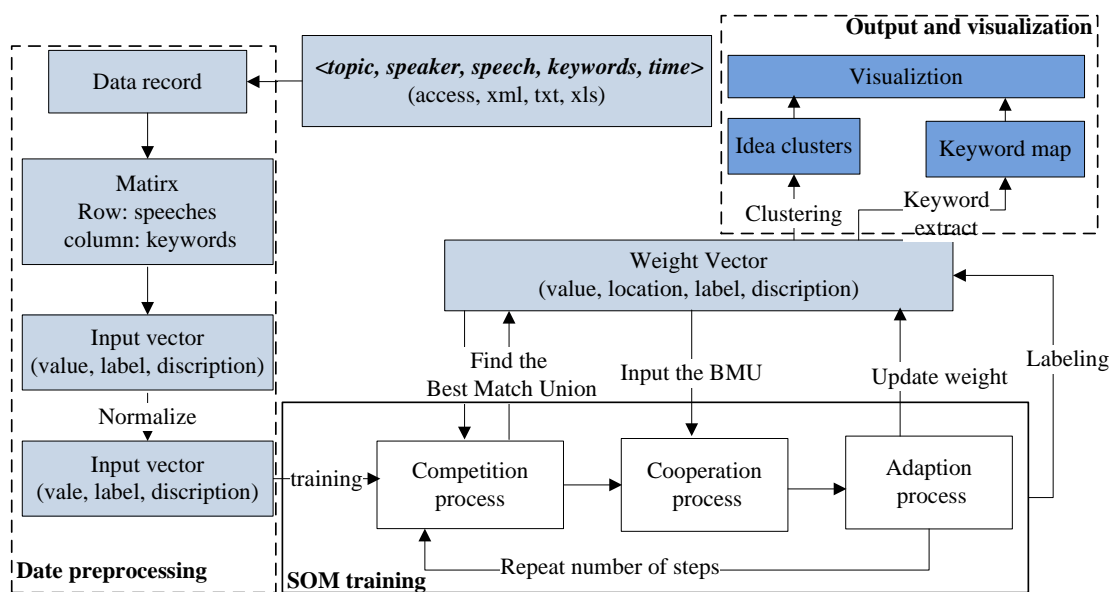 Data record
<topic, speaker, speech, keywords, time>
(access, xml, txt, xls)
Output and visualization
Visualiztion
Idea clusters
Keyword map
Clustering
Keyword
extract
Matirx
Row: speeches
column: keywords
Weight Vector
(value, location, label, discription)
Input vector
(value, label, discription)
Find the
Best Match Union
Input the BMU
Update weight
Labeling
Normalize
Input vector
(vale, label, discription)
training
Competition
process
Cooperation
process
Adaption
process
Repeat number of steps
Date preprocessing
SOM training